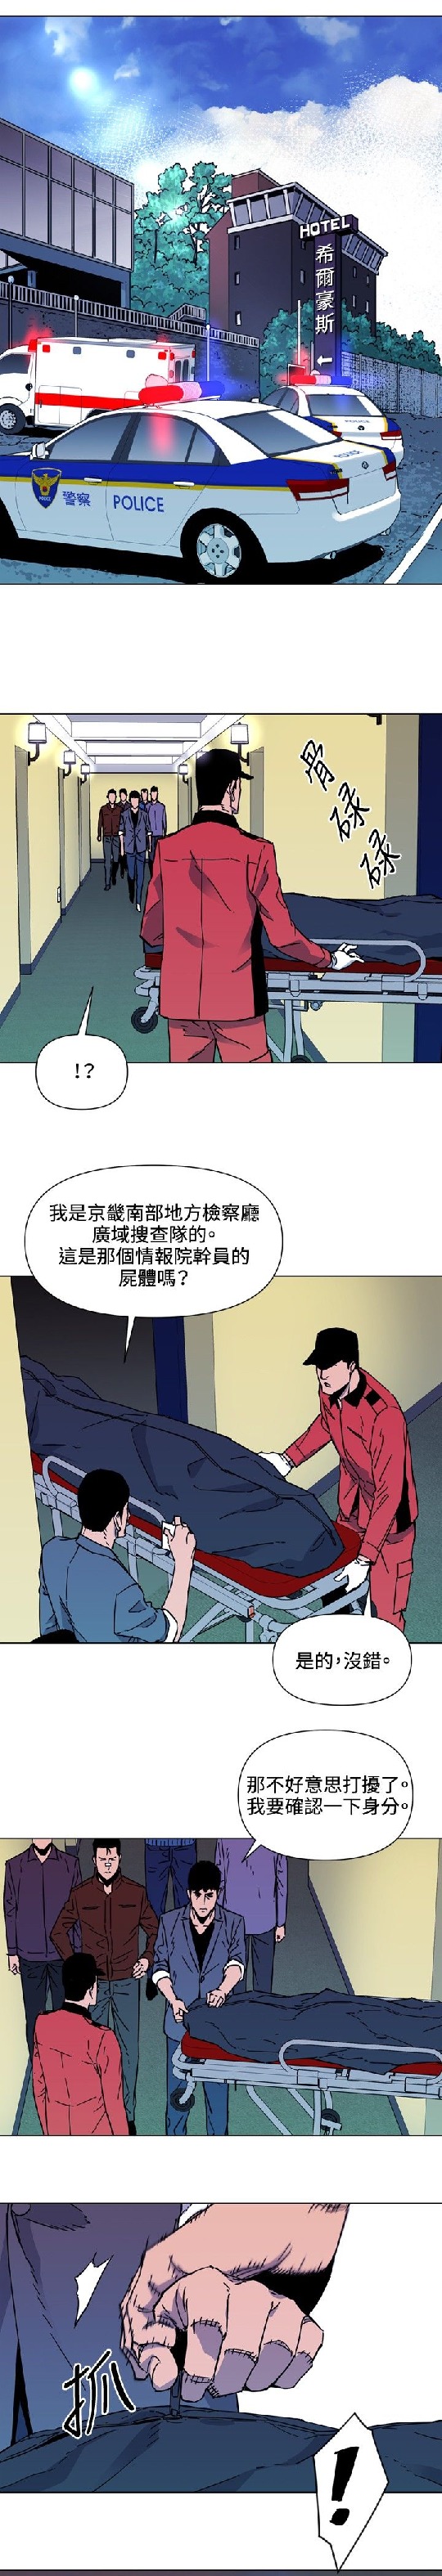 HOTEL
希爾豪斯
←
警察 POLICE
骨碌碌
!?
我是京畿南部地方檢察廳
廣域搜查隊的。
這是那個情報院幹員的
屍體嗎?
是的,沒錯。
那不好意思打擾了。
我要確認一下身分。
抓
!